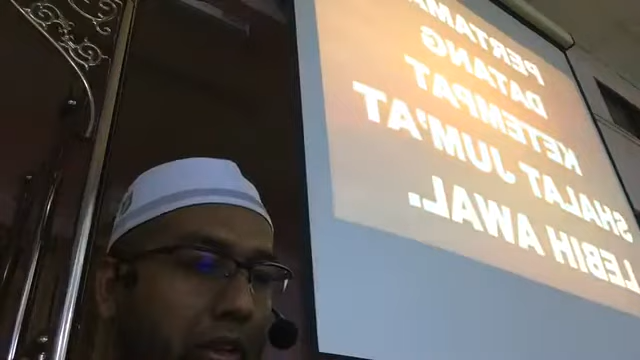 PERTAMA
DATANG
KETEMPAT
SHALAT JUM'AT
LEBIH AWAL.